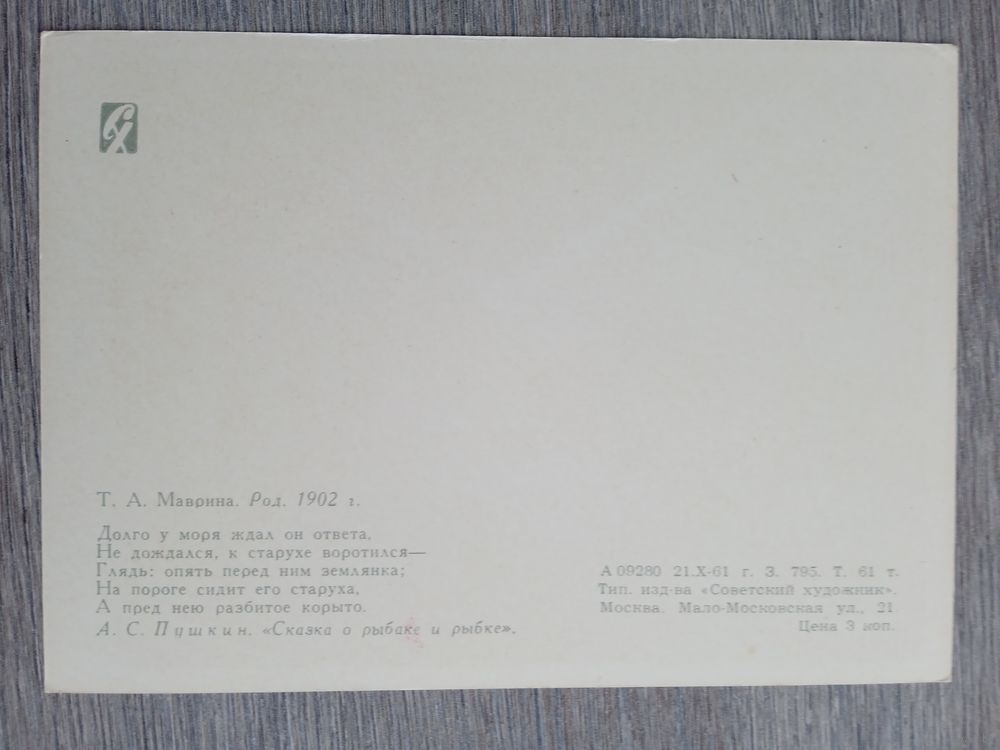 СХ
Т. А. Маврина. Род. 1902 г.
Долго у моря ждал он ответа,
Не дождался, к старухе воротился—
Глядь: опять перед ним землянка;
На пороге сидит его старуха,
А пред нею разбитое корыто.
А. С. Пушкин. «Сказка о рыбаке и рыбке».
А 09280 21.X-61 г. З. 795. Т. 61 т.
Тип. изд-ва «Советский художник».
Москва. Мало-Московская ул., 21
Цена 3 коп.